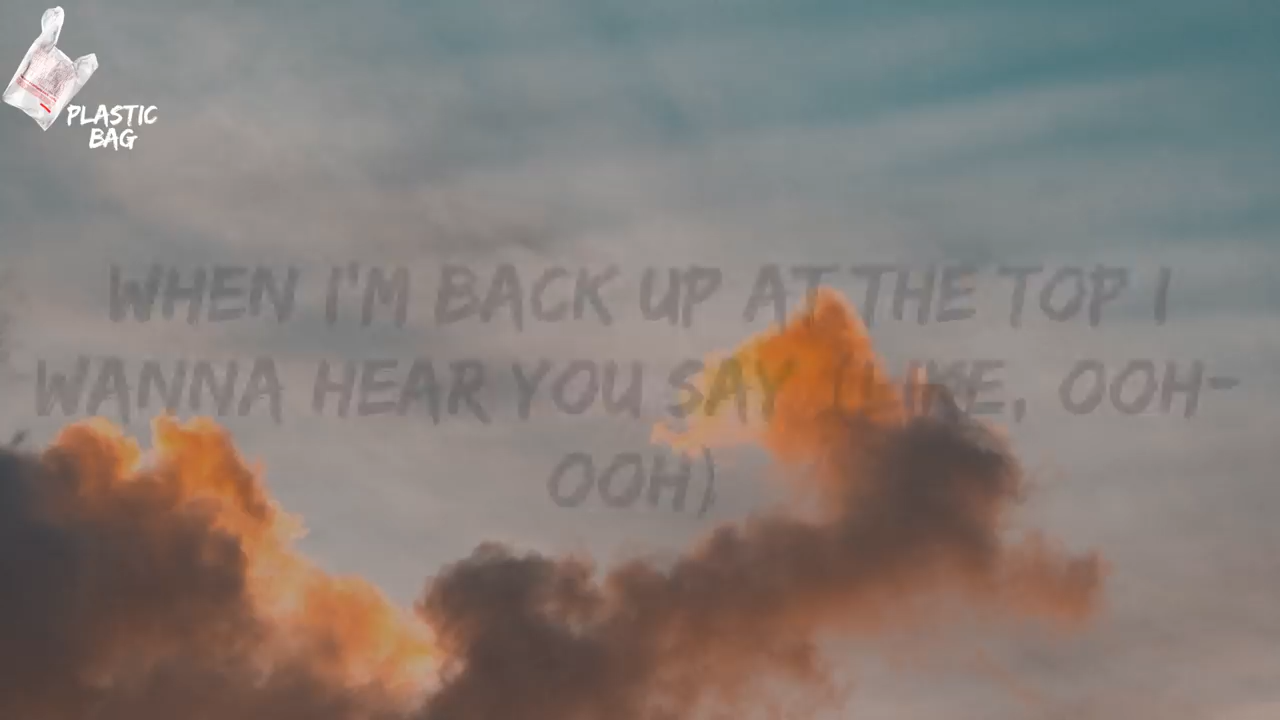 PLASTIC
BAG
WHEN I'M BACK UP AT THE TOP I
WANNA HEAR YOU SAY (LIKE, OOH-
OOH)